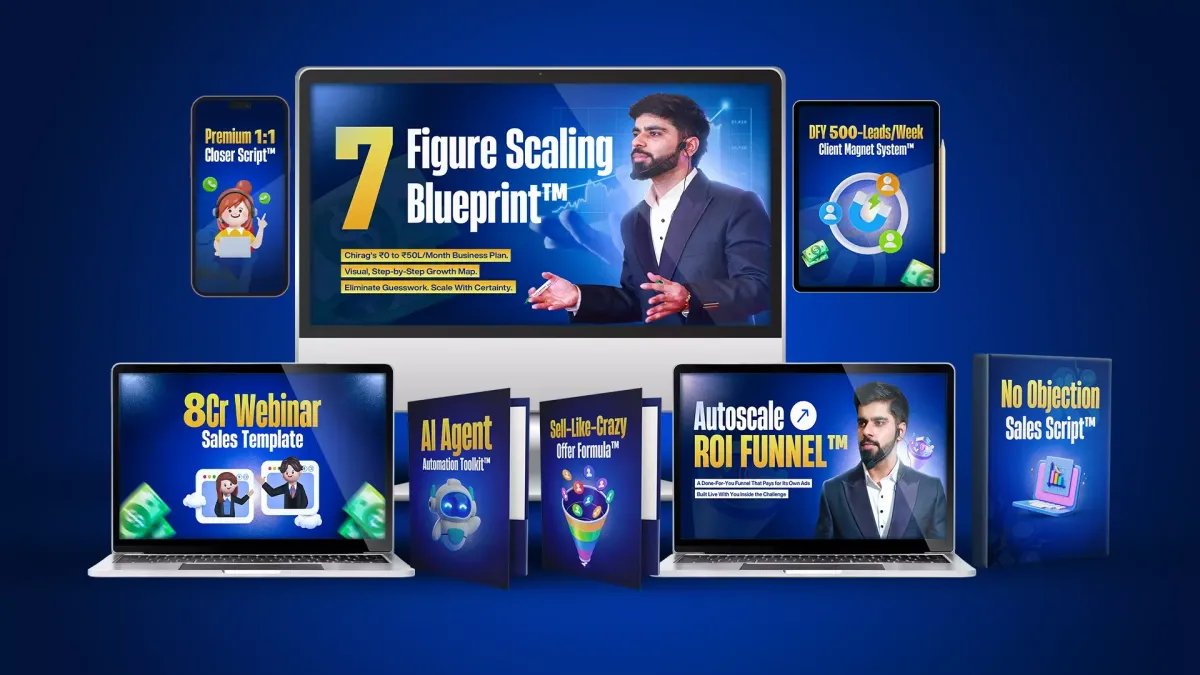 Premium 1:1
Closer Script™
7
Figure Scaling
Blueprint™
Chirag's ₹0 to ₹50L/Month Business Plan.
Visual, Step-by-Step Growth Map.
Eliminate Guesswork. Scale With Certainty.
DFY 500-Leads/Week
Client Magnet System™
8Cr Webinar
Sales Template
AI Agent
Automation Toolkit™
Sell-Like-Crazy
Offer Formula™
Autoscale
ROI FUNNEL™
A Done-For-You Funnel That Pays for Its Own Ads
Built Live With You Inside the Challenge
No Objection
Sales Script™